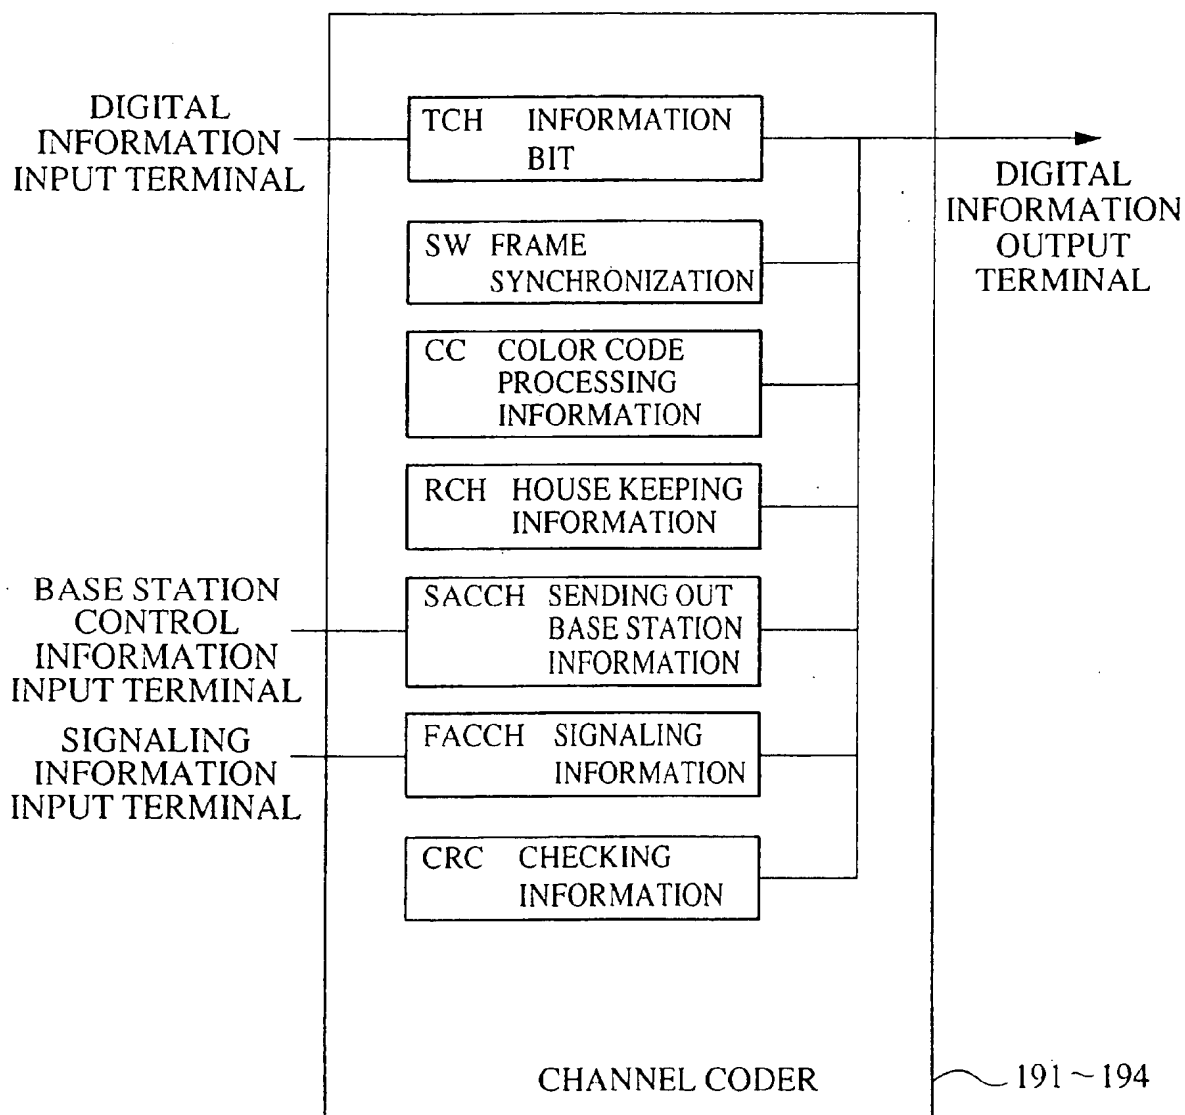 DIGITAL
INFORMATION
INPUT TERMINAL
TCH INFORMATION
BIT
DIGITAL
INFORMATION
OUTPUT
TERMINAL
SW FRAME
SYNCHRONIZATION
CC COLOR CODE
PROCESSING
INFORMATION
RCH HOUSE KEEPING
INFORMATION
BASE STATION
CONTROL
INFORMATION
INPUT TERMINAL
SACCH SENDING OUT
BASE STATION
INFORMATION
SIGNALING
INFORMATION
INPUT TERMINAL
FACCH SIGNALING
INFORMATION
CRC CHECKING
INFORMATION
CHANNEL CODER
191~194